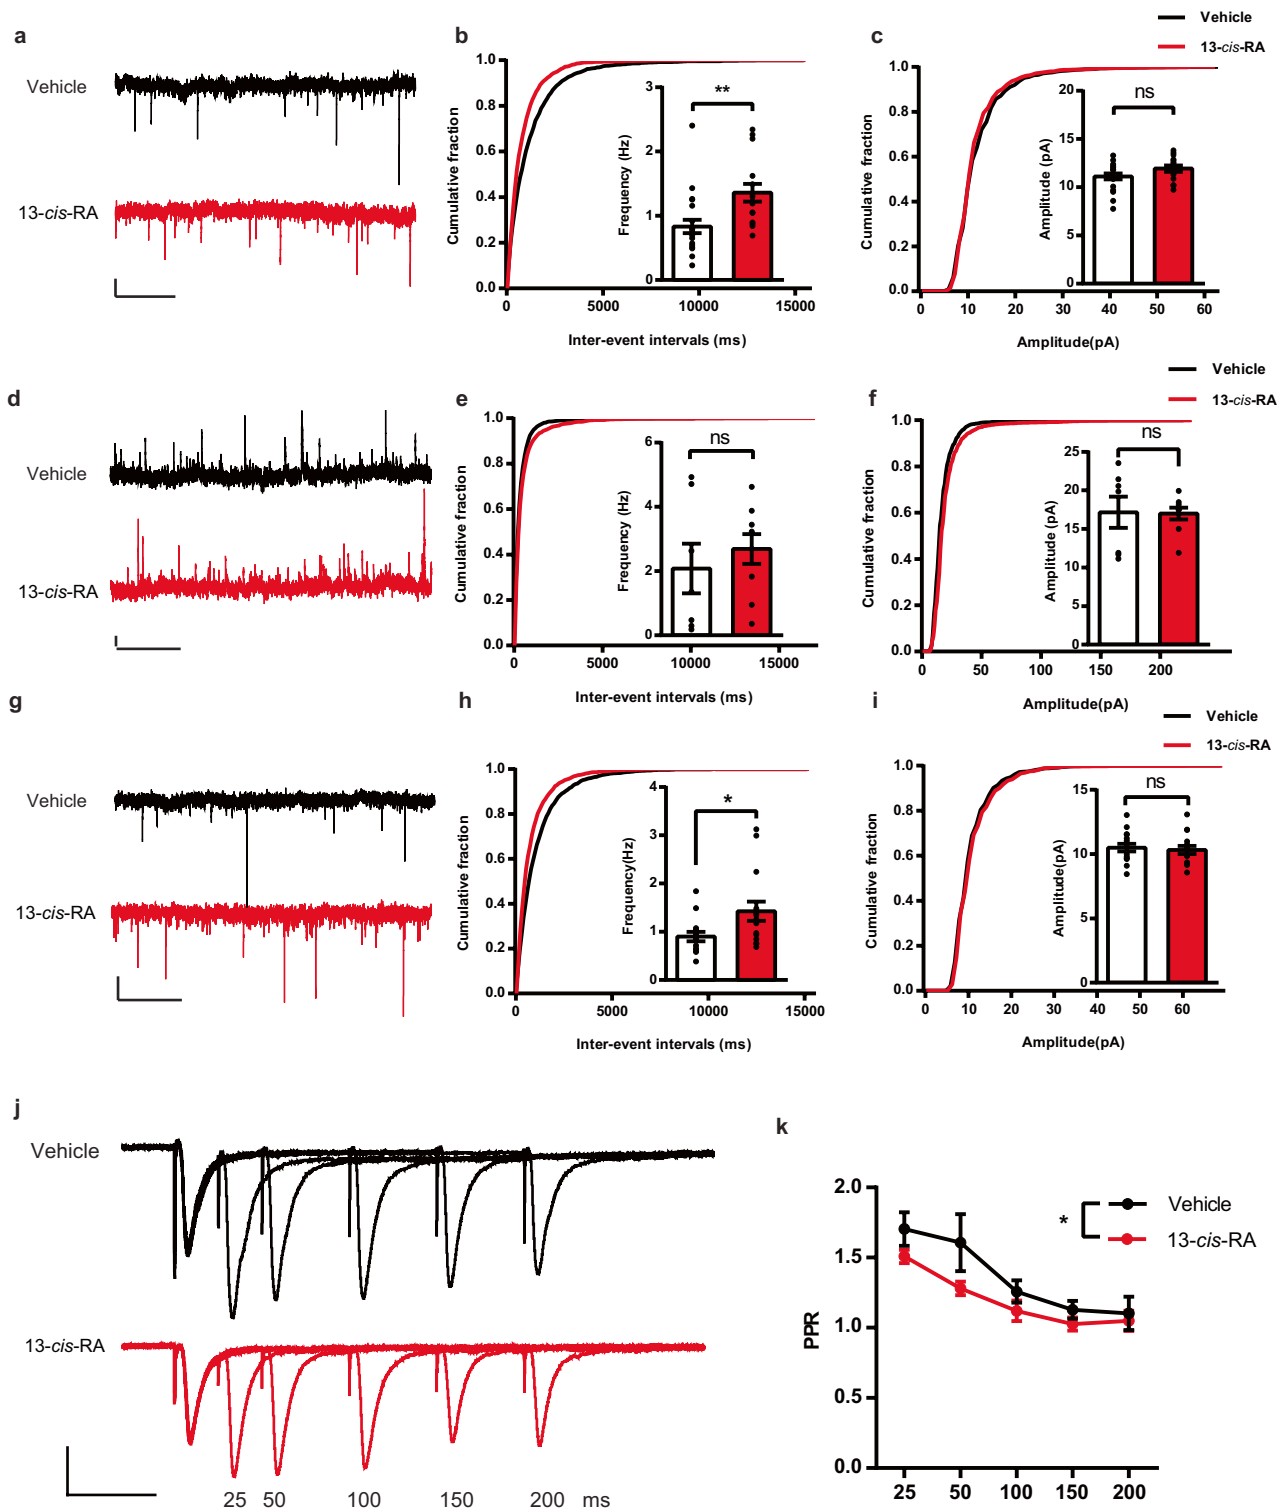 a
Vehicle
13-cis-RA
b
1.0
0.8
0.6
0.4
0.2
0.0
Cumulative fraction
0
5000
10000
15000
Inter-event intervals (ms)
3
2
1
0
Frequency (Hz)
**
Vehicle
13-cis-RA
c
1.0
0.8
0.6
0.4
0.2
0.0
Cumulative fraction
0
10
20
30
40
50
60
Amplitude(pA)
20
15
10
5
0
Amplitude (pA)
ns
d
Vehicle
13-cis-RA
e
1.0
0.8
0.6
0.4
0.2
0.0
Cumulative fraction
0
5000
10000
15000
Inter-event intervals (ms)
6
4
2
0
Frequency (Hz)
ns
Vehicle
13-cis-RA
f
1.0
0.8
0.6
0.4
0.2
0.0
Cumulative fraction
0
50
100
150
200
Amplitude(pA)
25
20
15
10
5
0
Amplitude (pA)
ns
g
Vehicle
13-cis-RA
h
1.0
0.8
0.6
0.4
0.2
0.0
Cumulative fraction
0
5000
10000
15000
Inter-event intervals (ms)
4
3
2
1
0
Frequency(Hz)
*
Vehicle
13-cis-RA
i
1.0
0.8
0.6
0.4
0.2
0.0
Cumulative fraction
0
10
20
30
40
50
60
Amplitude(pA)
15
10
5
0
Amplitude(pA)
ns
j
Vehicle
13-cis-RA
25 50 100 150 200 ms
k
2.0
1.5
1.0
0.5
0.0
PPR
25
50
100
150
200
*
Vehicle
13-cis-RA